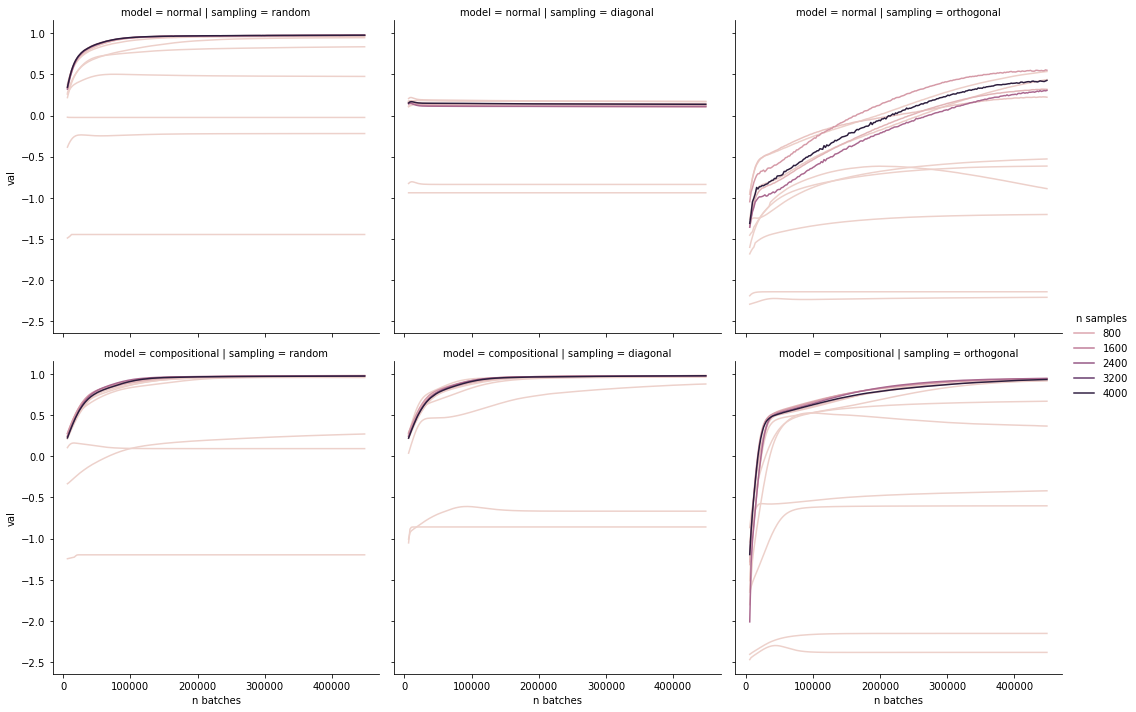 model = normal | sampling = random
model = normal | sampling = diagonal
model = normal | sampling = orthogonal
1.0
0.5
0.0
−0.5
−1.0
−1.5
−2.0
−2.5
val
n samples
800
1600
2400
3200
4000
model = compositional | sampling = random
model = compositional | sampling = diagonal
model = compositional | sampling = orthogonal
1.0
0.5
0.0
−0.5
−1.0
−1.5
−2.0
−2.5
val
0 100000 200000 300000 400000
0 100000 200000 300000 400000
0 100000 200000 300000 400000
n batches
n batches
n batches